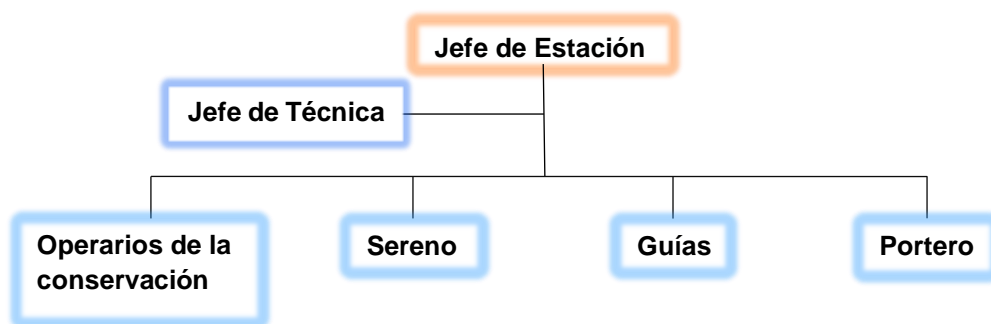 Jefe de Estación
Jefe de Técnica
Operarios de la
conservación
Sereno
Guías
Portero